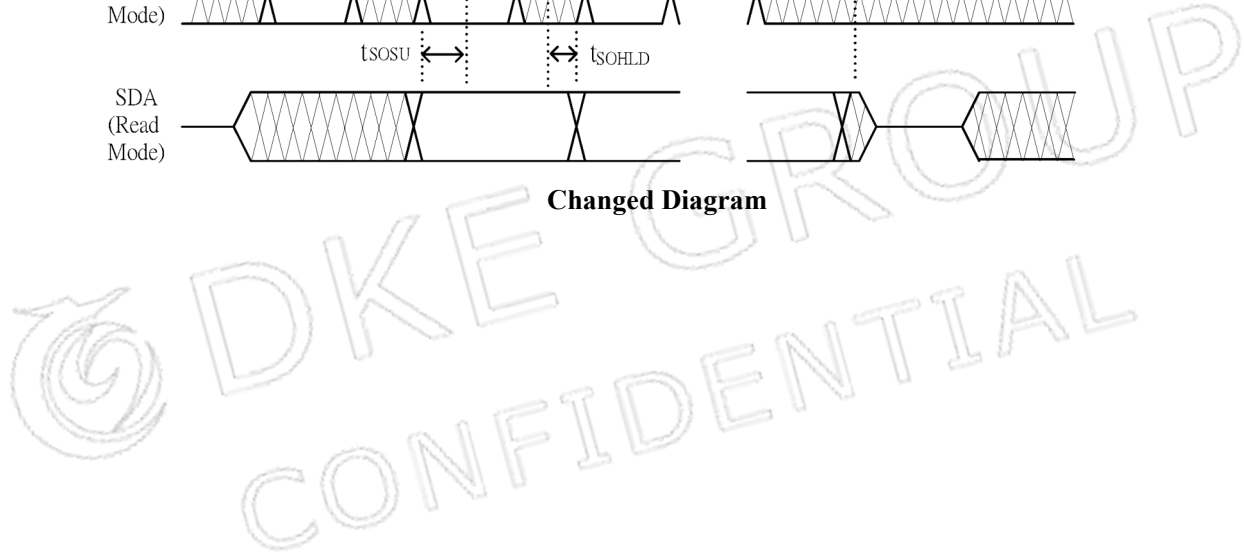 Mode)
tSOSU tSOHLD
SDA
(Read
Mode)
Changed Diagram
DKE GROUP
CONFIDENTIAL